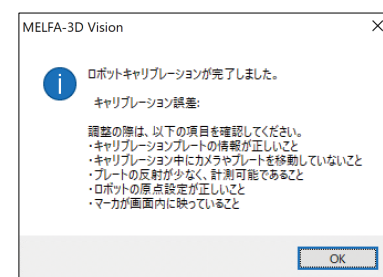 MELFA-3D Vision
ロボットキャリブレーションが完了しました。
キャリブレーション誤差:
調整の際は、以下の項目を確認してください。
・キャリブレーションプレートの情報が正しいこと
・キャリブレーション中にカメラやプレートを移動していないこと
・プレートの反射が少なく、計測可能であること
・ロボットの原点設定が正しいこと
・マーカが画面内に映っていること
OK